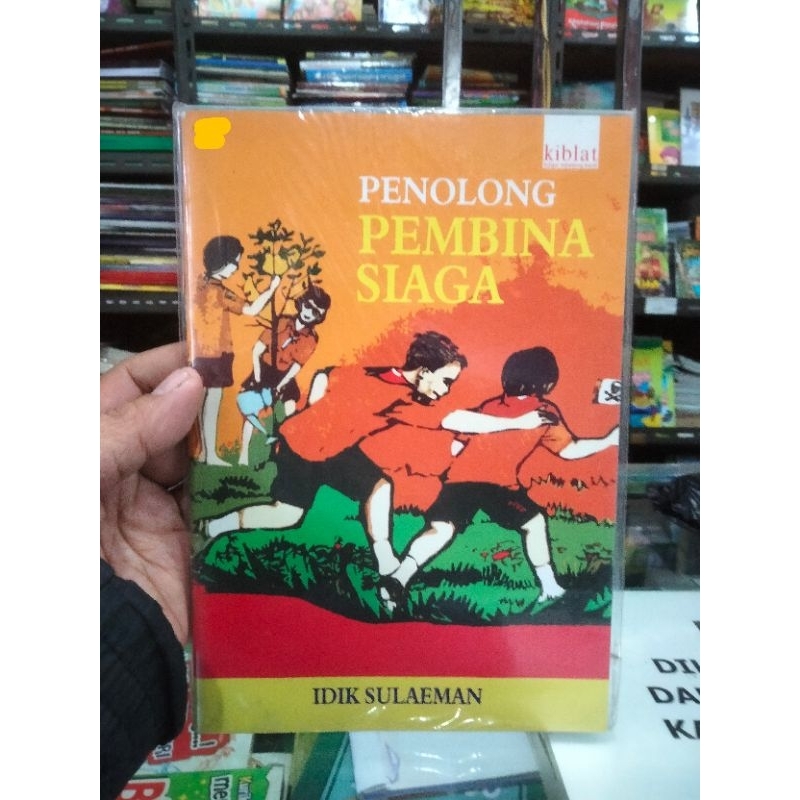 kiblat
PENOLONG
PEMBINA
SIAGA
IDIK SULAEMAN